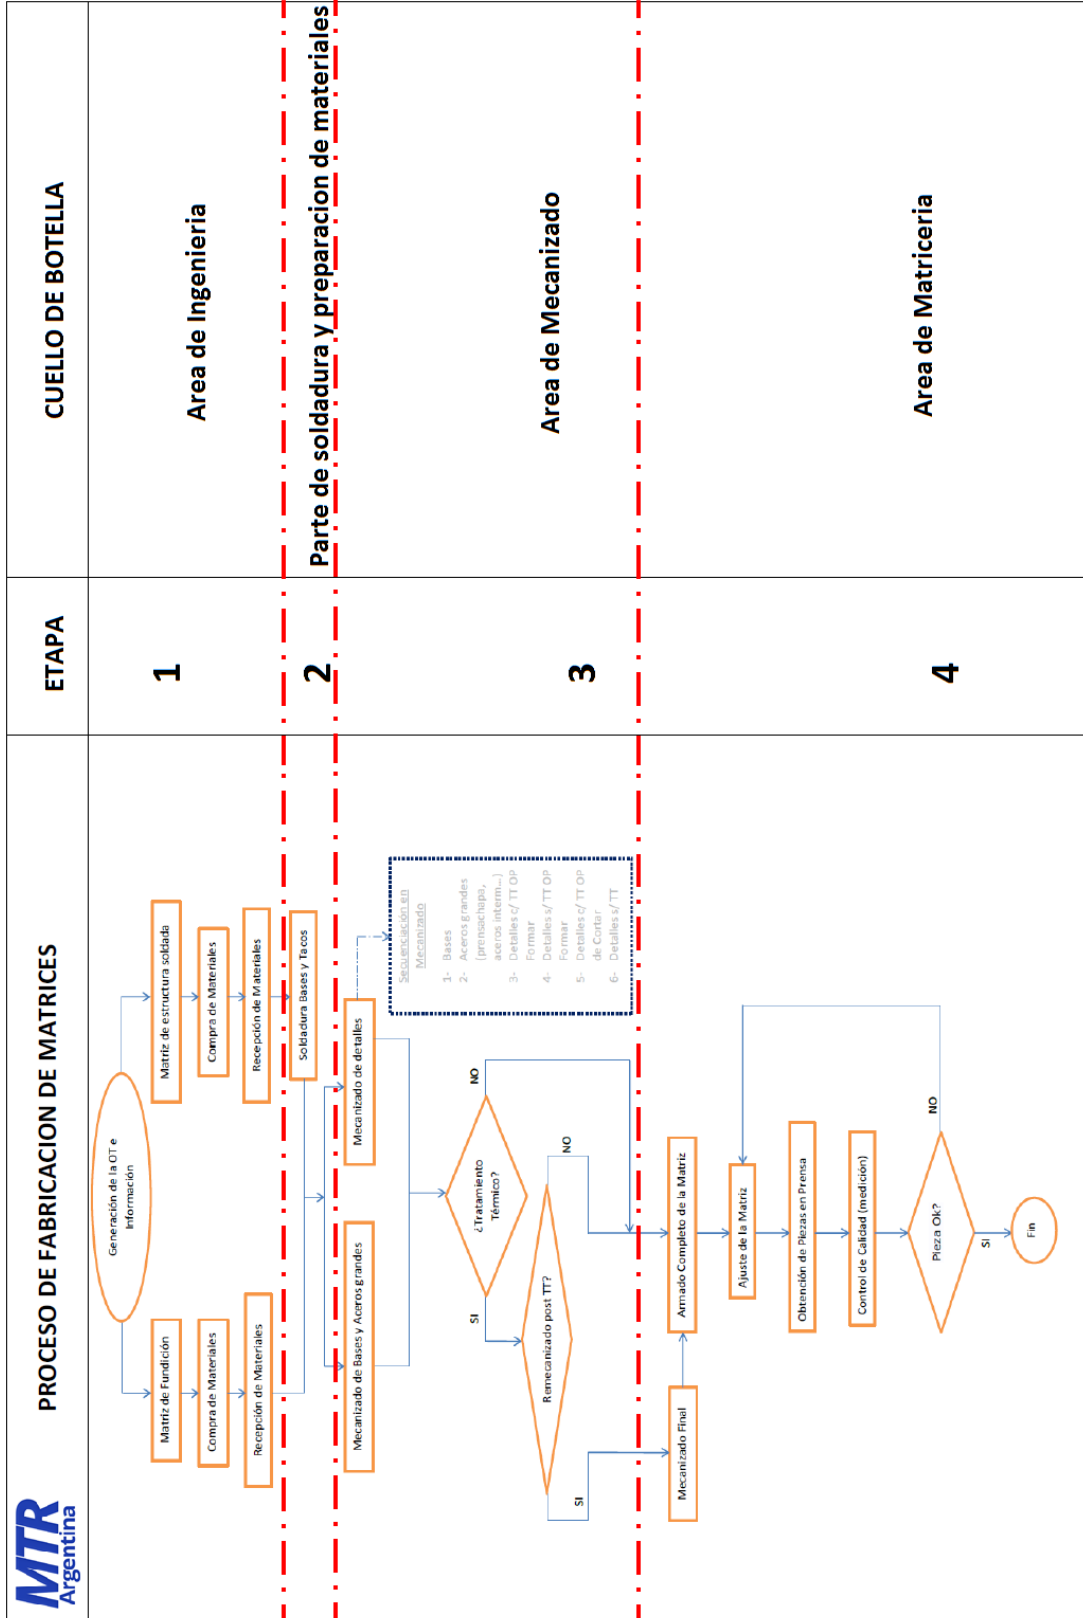 MTR
Argentina
PROCESO DE FABRICACION DE MATRICES
ETAPA
CUELLO DE BOTELLA
Generación de la OT e
Información
Matriz de Fundición
Matriz de estructura soldada
Compra de Materiales
Compra de Materiales
Recepción de Materiales
Recepción de Materiales
1
Area de Ingenieria
Soldadura Bases y Tacos
2
Parte de soldadura y preparacion de materiales
Mecanizado de Bases y Aceros grandes
Mecanizado de detalles
Secuenciación en
Mecanizado
1- Bases
2- Aceros grandes
(prensachapa,
aceros interm...)
3- Detalles c/ TT OP
Formar
4- Detalles s/ TT OP
Formar
5- Detalles c/ TT OP
de Cortar
6- Detalles s/ TT
¿Tratamiento
Térmico?
SI
NO
Remecanizado post TT?
SI
NO
3
Area de Mecanizado
Mecanizado Final
Armado Completo de la Matriz
Ajuste de la Matriz
Obtención de Piezas en Prensa
Control de Calidad (medición)
Pieza Ok?
NO
SI
Fin
4
Area de Matriceria